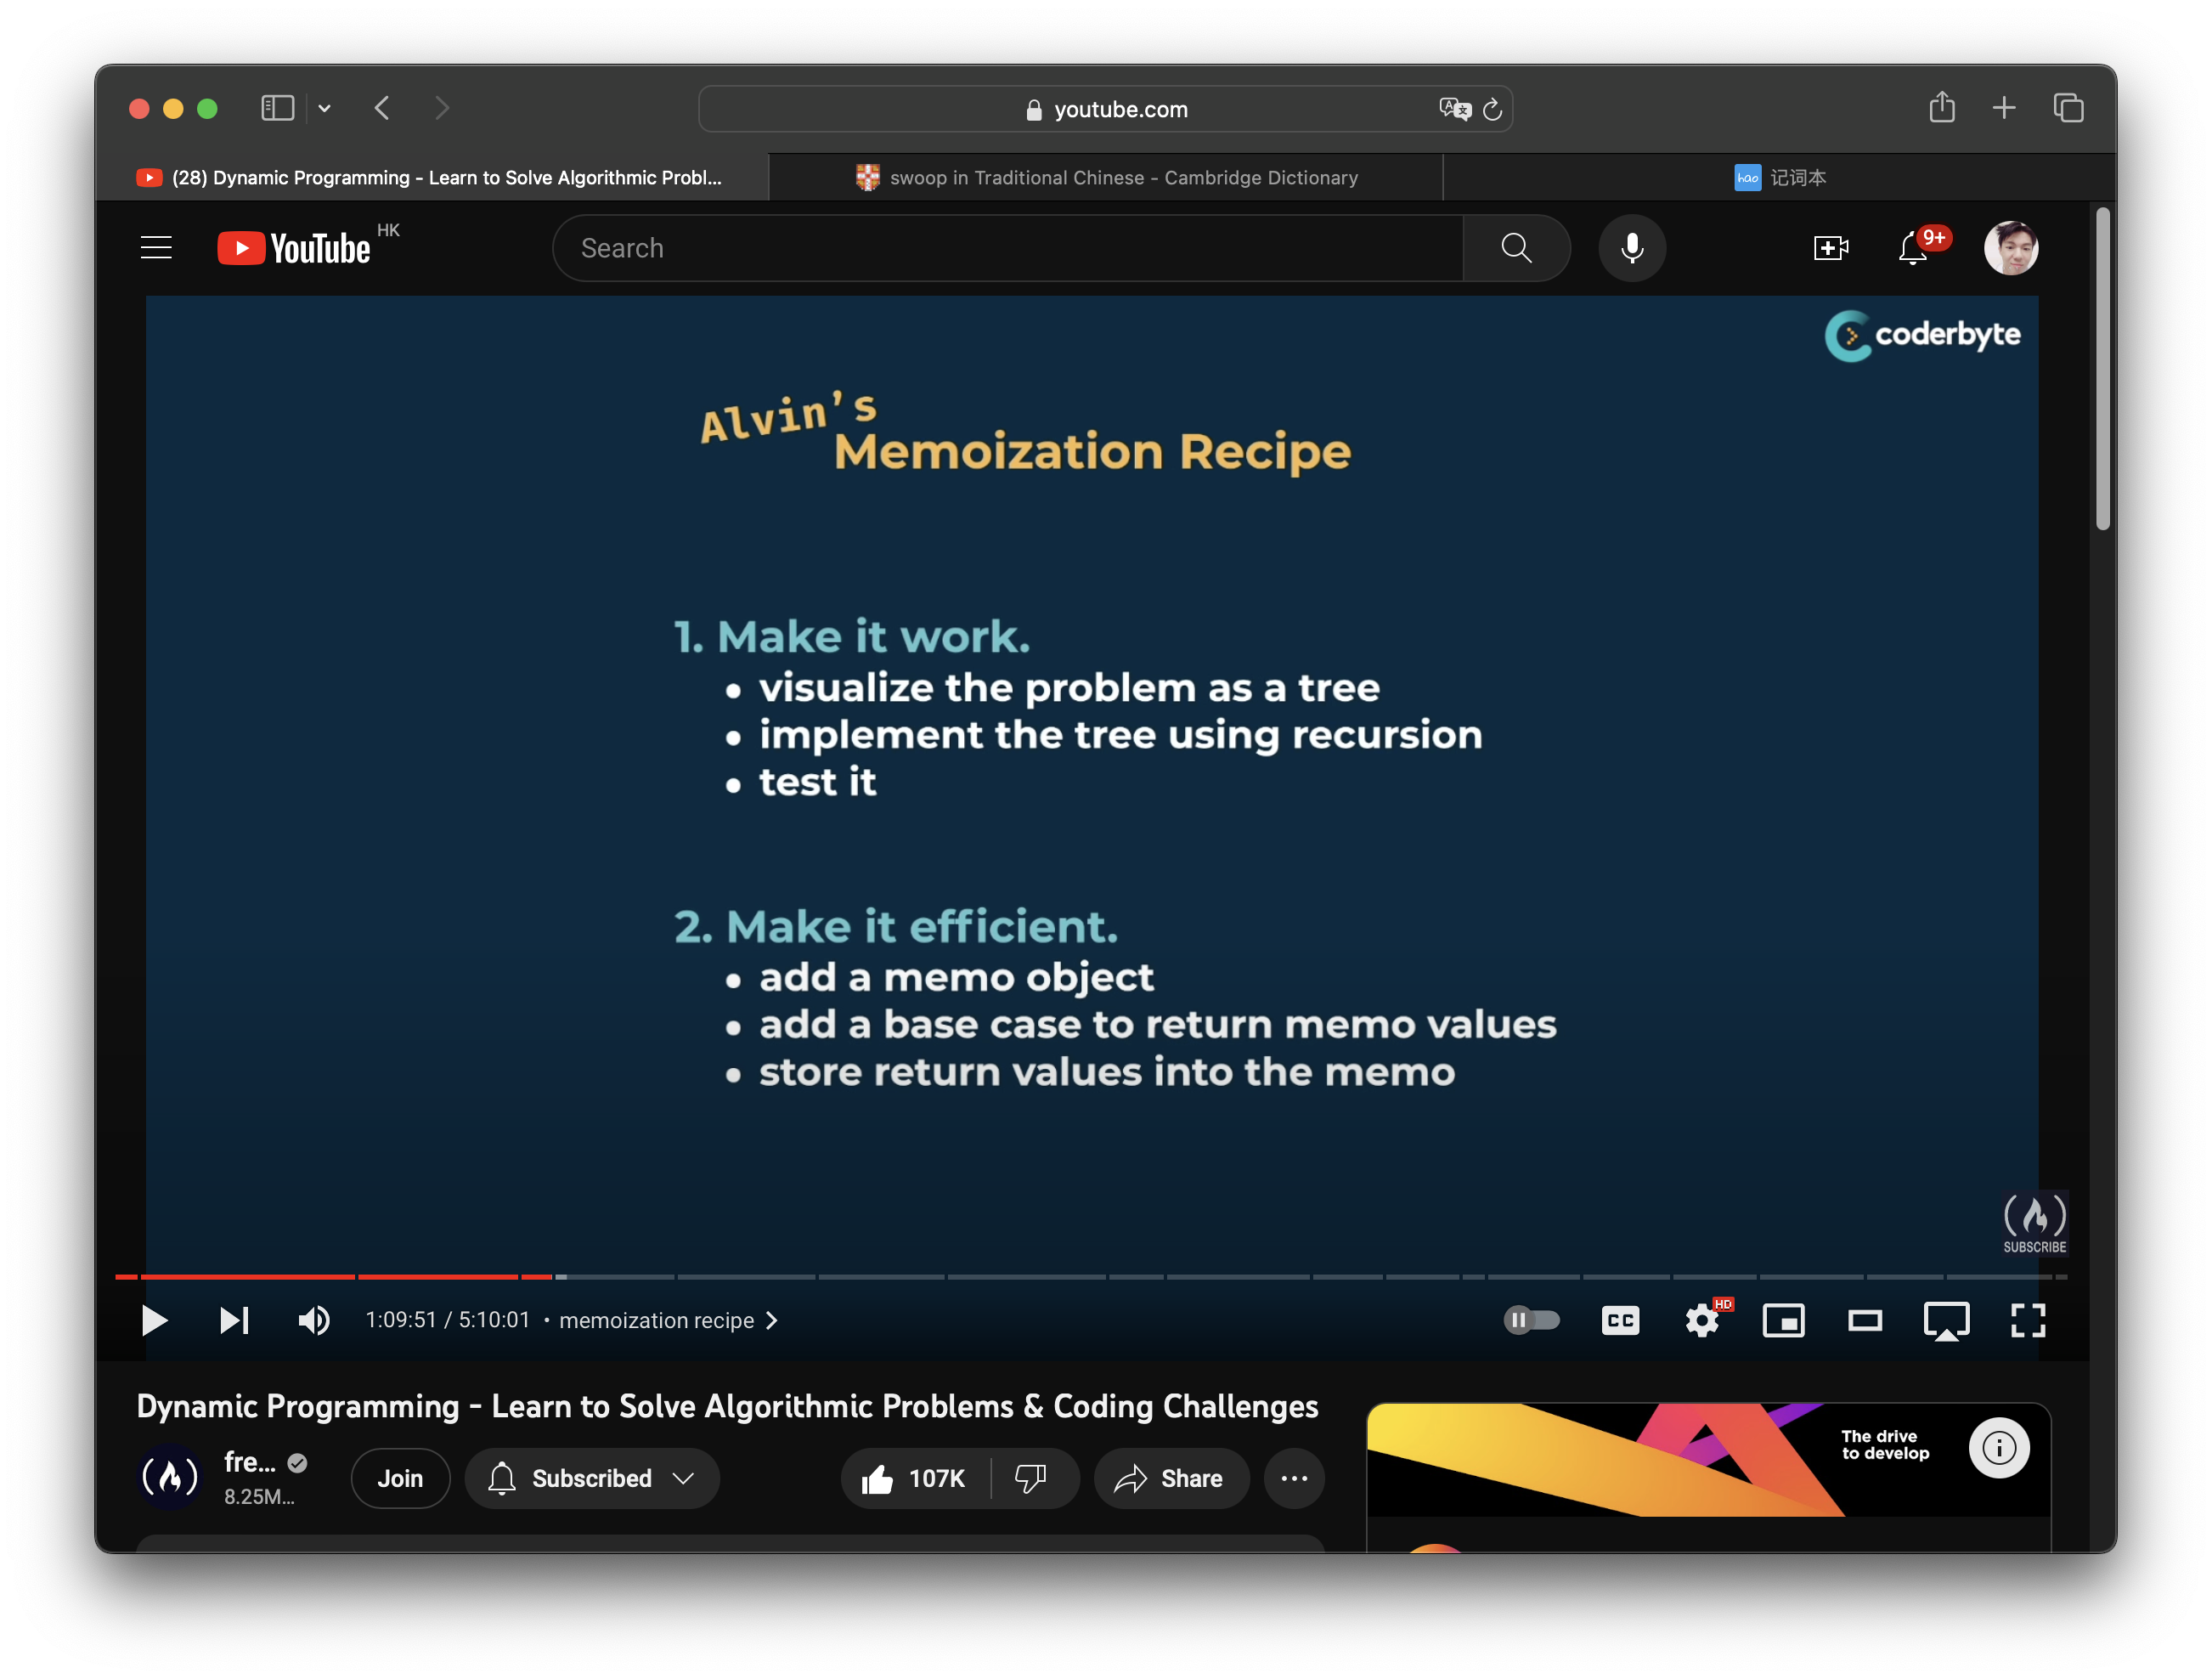 youtube.com
(28) Dynamic Programming - Learn to Solve Algorithmic Probl...
swoop in Traditional Chinese - Cambridge Dictionary
hao 记词本
YouTube HK
Search
9+
coderbyte
Alvin's
Memoization Recipe
1. Make it work.
• visualize the problem as a tree
• implement the tree using recursion
• test it
2. Make it efficient.
• add a memo object
• add a base case to return memo values
• store return values into the memo
SUBSCRIBE
1:09:51 / 5:10:01 • memoization recipe
CC
HD
Dynamic Programming - Learn to Solve Algorithmic Problems & Coding Challenges
fre...
8.25M...
Join
Subscribed
107K
Share
The drive
to develop